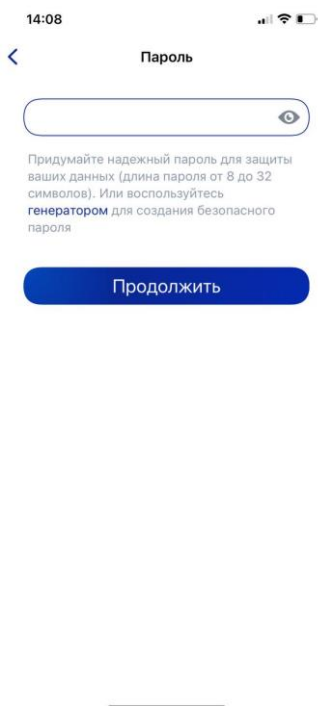 14:08
Пароль
Придумайте надежный пароль для защиты
ваших данных (длина пароля от 8 до 32
символов). Или воспользуйтесь
генератором для создания безопасного
пароля
Продолжить